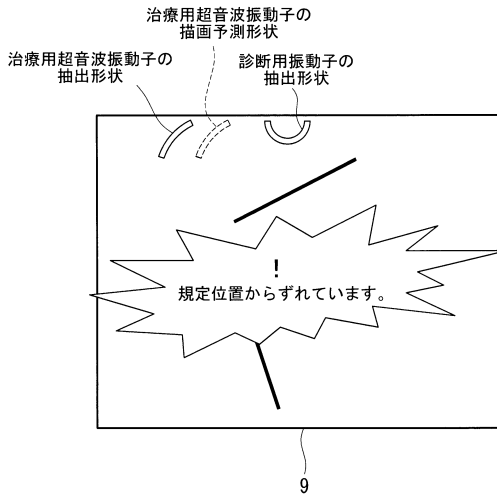 治療用超音波振動子の
描画予測形状
治療用超音波振動子の
抽出形状
診断用振動子の
抽出形状
!
規定位置からずれています。
9